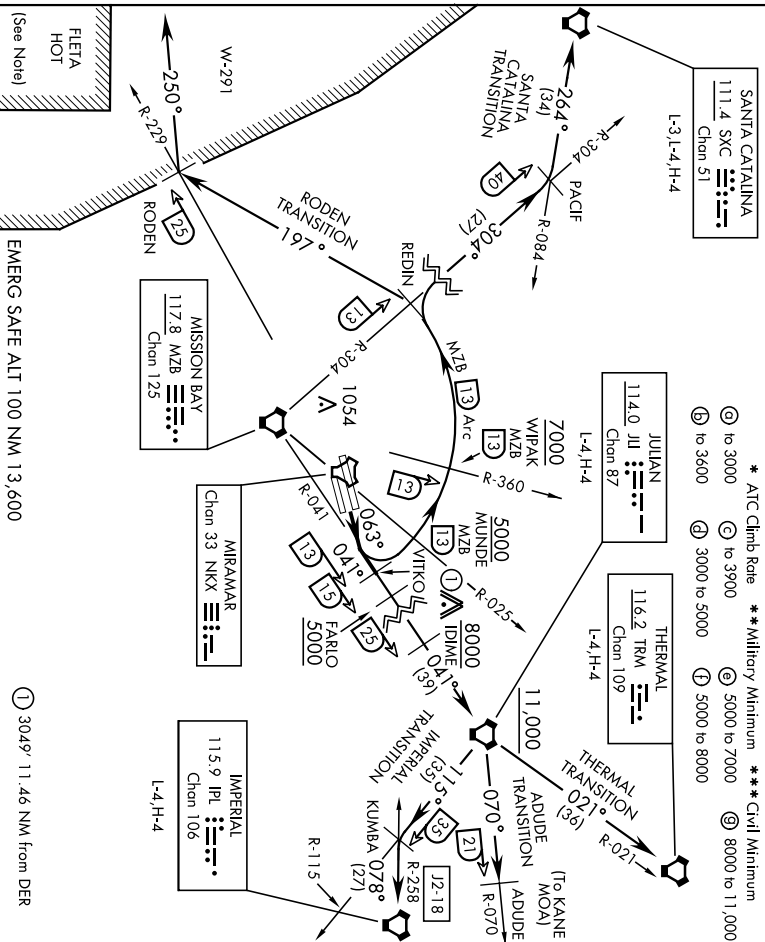 * ATC Climb Rate ** Military Minimum *** Civil Minimum
ⓐ to 3000
ⓑ to 3600
ⓒ to 3900
ⓓ 3000 to 5000
ⓔ 5000 to 7000
ⓕ 5000 to 8000
ⓖ 8000 to 11,000
SANTA CATALINA
111.4 SXC
Chan 51
L-3,L-4,H-4
JULIAN
114.0 JLI
Chan 87
L-4,H-4
THERMAL
116.2 TRM
Chan 109
L-4,H-4
264°
(34)
SANTA
CATALINA
TRANSITION
R-304
PACIF
R-084
40
304°
(27)
W-291
FLETA
HOT
(See Note)
250°
R-229
RODEN
25
RODEN
TRANSITION
197°
REDIN
13
R-304
MZB 13 Arc
7000
WIPAK
MZB
13
R-360
13
5000
MUNDE
MZB
13
1054
R-041
063°
VITKO
041°
①
R-025
13
15
25
FARLO
5000
8000
IDIME
041°
(39)
11,000
THERMAL
TRANSITION
021°
(36)
R-021
ADUDE
TRANSITION
070°
21
(To KANE
MOA)
ADUDE
R-070
IMPERIAL
TRANSITION
115°
(35)
35
KUMBA
R-258
J2-18
078°
(27)
R-115
MISSION BAY
117.8 MZB
Chan 125
MIRAMAR
Chan 33 NKX
IMPERIAL
115.9 IPL
Chan 106
L-4,H-4
EMERG SAFE ALT 100 NM 13,600
① 3049' 11.46 NM from DER